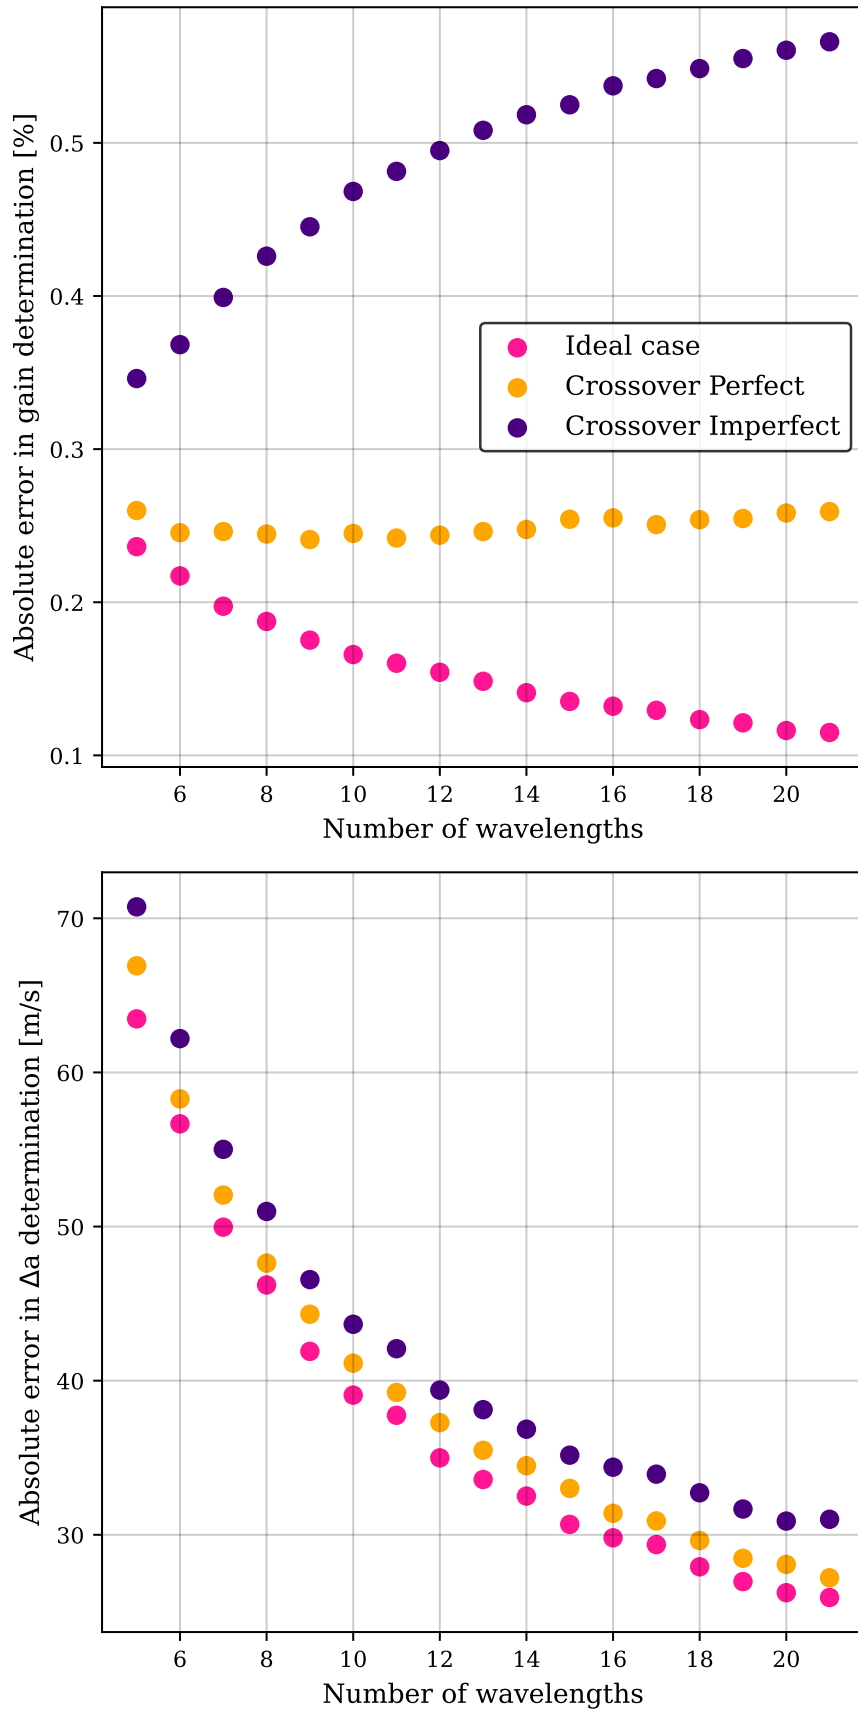 Absolute error in gain determination [%]
0.5
0.4
0.3
0.2
0.1
Ideal case
Crossover Perfect
Crossover Imperfect
6 8 10 12 14 16 18 20
Number of wavelengths
Absolute error in Δa determination [m/s]
70
60
50
40
30
6 8 10 12 14 16 18 20
Number of wavelengths